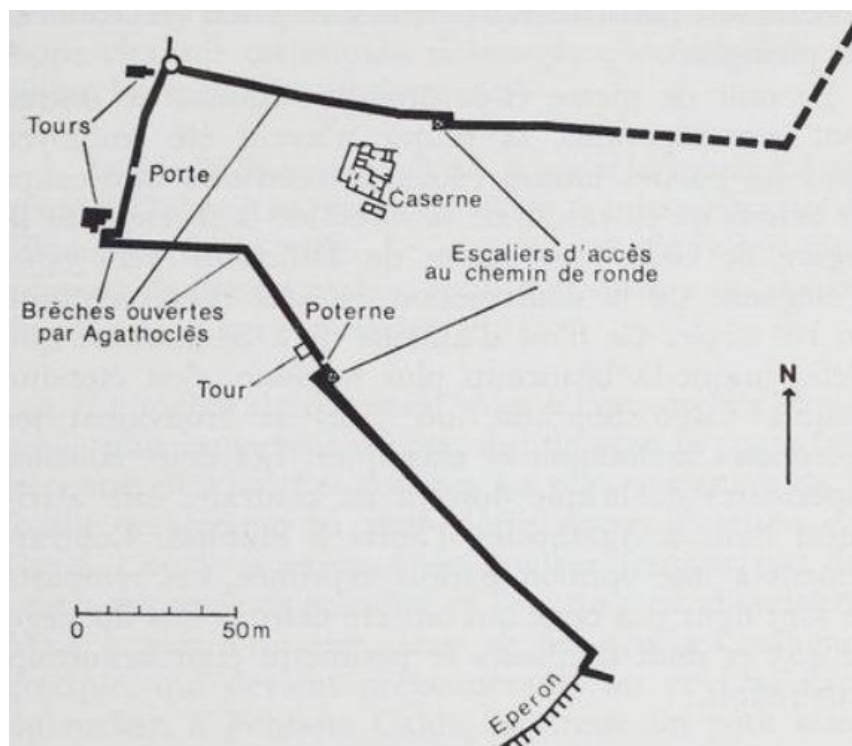 Tours
Porte
Caserne
Escaliers d'accès
au chemin de ronde
Brèches ouvertes
par Agathoclès
Poterne
Tour
N
0
50m
Eperon